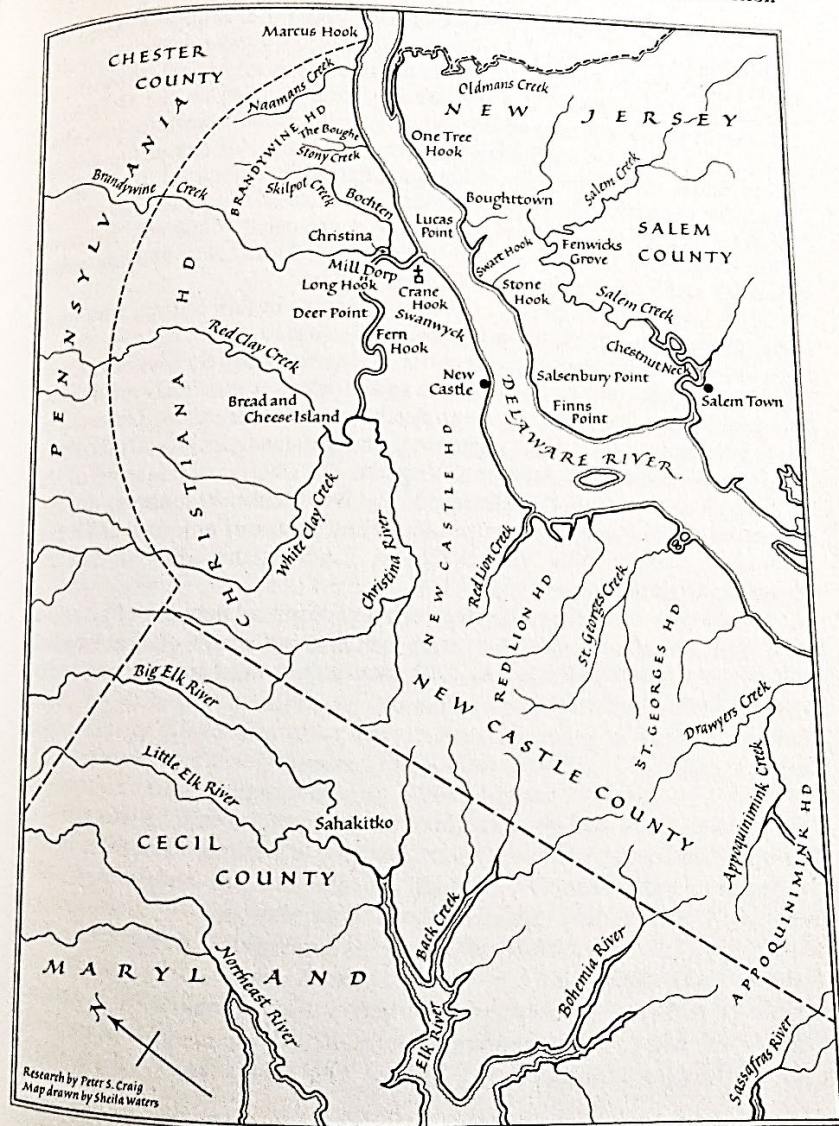 Marcus Hook
CHESTER
COUNTY
Naamans Creek
Oldmans Creek
NEW JERSEY
PENNSYLVANIA
BRANDYWINE HD
The Bought
Stony Creek
One Tree
Hook
Brandywine Creek
Skilpot Creek
Bochten
Boughttown
Salem Creek
Lucas
Point
SALEM
COUNTY
Christina
Swart Hook
Fenwicks
Grove
Mill Dorp
Long Hook
Crane
Hook
Stone
Hook
Salem Creek
Deer Point
Swanwyck
Fern
Hook
Red Clay Creek
Chestnut Nec
New
Castle
Salsenbury Point
Salem Town
Bread and
Cheese Island
Finns
Point
DELAWARE RIVER
CHRISTIANA HD
NEW CASTLE HD
White Clay Creek
Christina River
Red Lion Creek
RED LION HD
St. Georges Creek
ST. GEORGES HD
Big Elk River
NEW CASTLE COUNTY
Drawyers Creek
Little Elk River
Appoquinimink Creek
APPOQUINIMINK HD
Sahakitko
CECIL
COUNTY
Back Creek
Bohemia River
MARYLAND
Northeast River
N
Elk River
Sassafras River
Research by Peter S. Craig
Map drawn by Sheila Waters